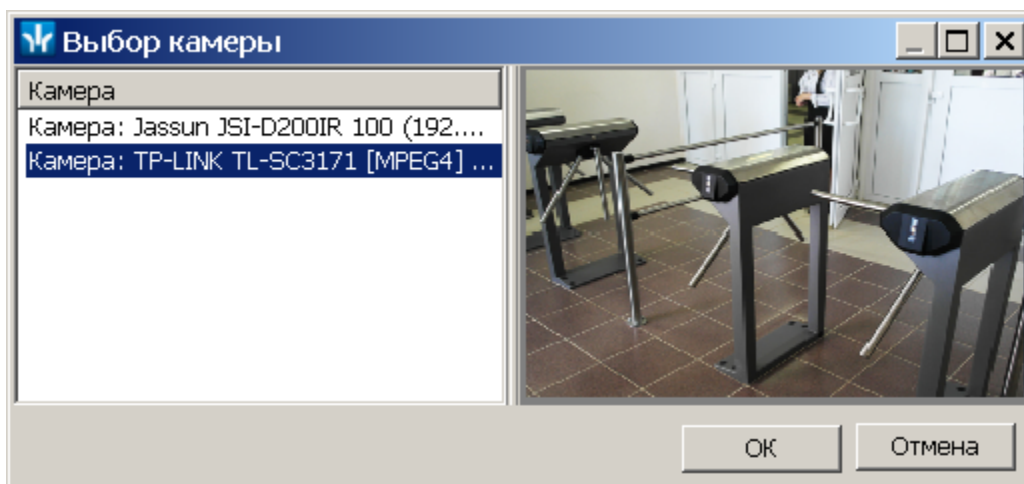 Выбор камеры
Камера
Камера: Jassun JSI-D200IR 100 (192....
Камера: TP-LINK TL-SC3171 [MPEG4] ...
ОК
Отмена